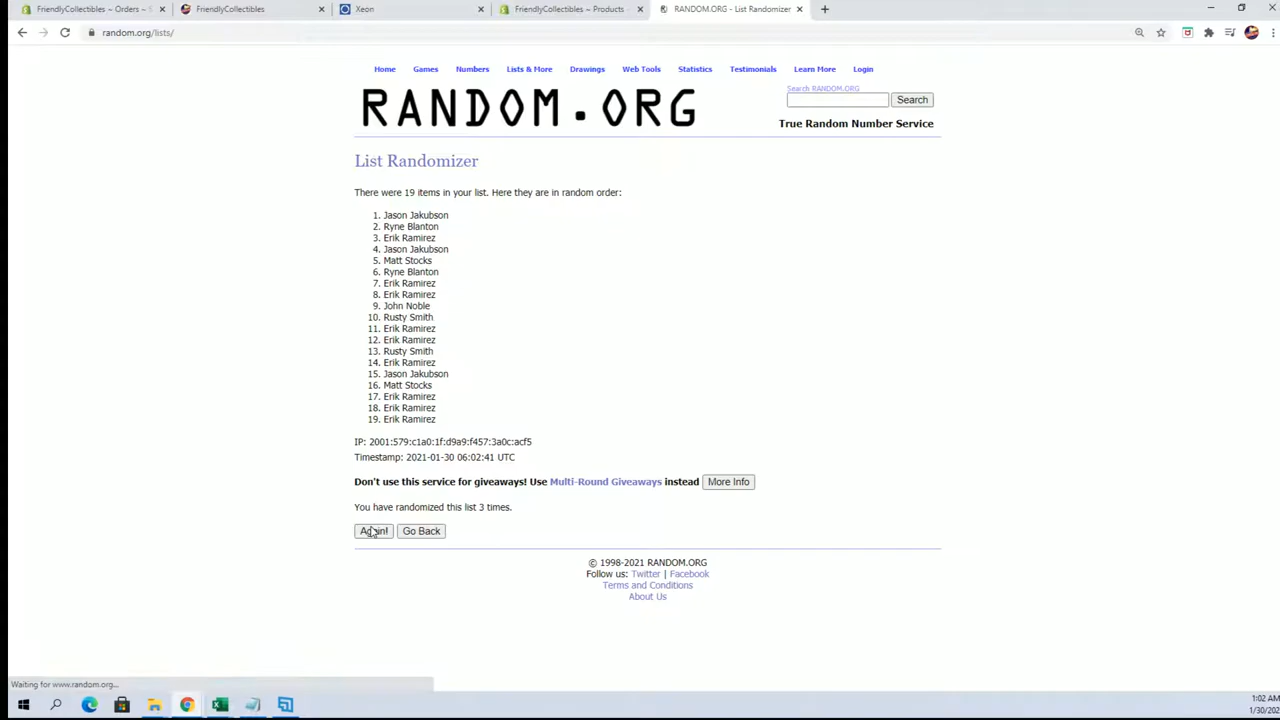 FriendlyCollectibles ~ Orders ~ S
FriendlyCollectibles
Xeon
FriendlyCollectibles ~ Products ~
RANDOM.ORG - List Randomizer
random.org/lists/
Home Games Numbers Lists & More Drawings Web Tools Statistics Testimonials Learn More Login
RANDOM.ORG
Search RANDOM.ORG
Search
True Random Number Service
List Randomizer
There were 19 items in your list. Here they are in random order:
1. Jason Jakubson
2. Ryne Blanton
3. Erik Ramirez
4. Jason Jakubson
5. Matt Stocks
6. Ryne Blanton
7. Erik Ramirez
8. Erik Ramirez
9. John Noble
10. Rusty Smith
11. Erik Ramirez
12. Erik Ramirez
13. Rusty Smith
14. Erik Ramirez
15. Jason Jakubson
16. Matt Stocks
17. Erik Ramirez
18. Erik Ramirez
19. Erik Ramirez
IP: 2001:579:c1a0:1f:d9a9:f457:3a0c:acf5
Timestamp: 2021-01-30 06:02:41 UTC
Don't use this service for giveaways! Use Multi-Round Giveaways instead More Info
You have randomized this list 3 times.
Again! Go Back
© 1998-2021 RANDOM.ORG
Follow us: Twitter | Facebook
Terms and Conditions
About Us
Waiting for www.random.org...
1:02 AM
1/30/202